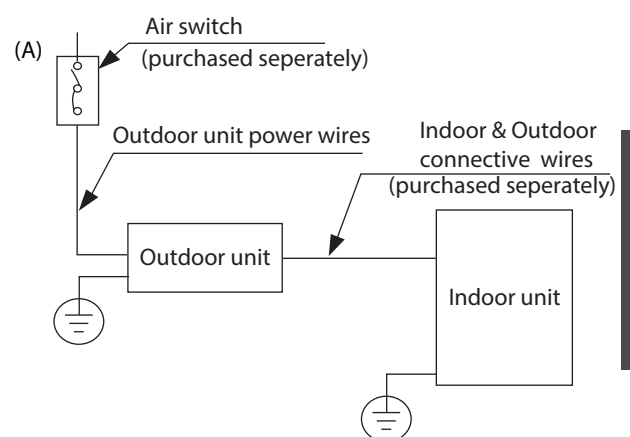 (A)
Air switch
(purchased seperately)
Outdoor unit power wires
Indoor & Outdoor
connective wires
(purchased seperately)
Outdoor unit
Indoor unit